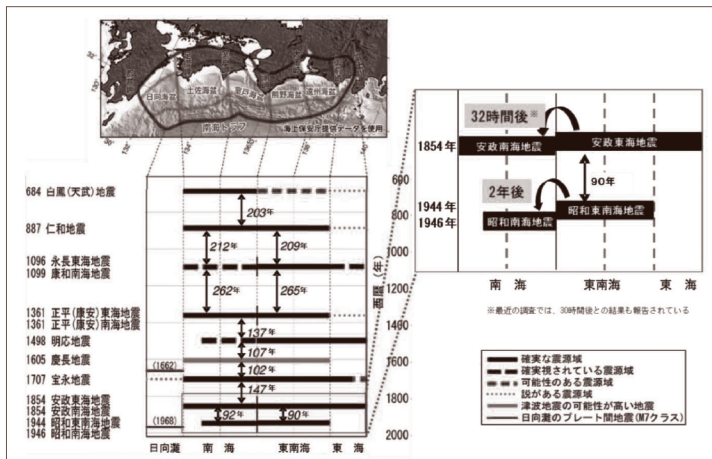 日向海盆
土佐海盆
室戸海盆
熊野海盆
遠州海盆
南海トラフ
海上保安庁提供データを使用
684 白鳳(天武)地震
887 仁和地震
1096 永長東海地震
1099 康和南海地震
1361 正平(康安)東海地震
1361 正平(康安)南海地震
1498 明応地震
1605 慶長地震
1707 宝永地震
1854 安政東海地震
1854 安政南海地震
1944 昭和東南海地震
1946 昭和南海地震
203年
212年
209年
262年
265年
137年
107年
(1662)
102年
147年
92年
90年
(1968)
600
800
1000
1200
1400
1600
1800
2000
西暦(年)
日向灘
南 海
東南海
東 海
32時間後※
1854年
安政南海地震
安政東海地震
90年
2年後
1944年
1946年
昭和東南海地震
昭和南海地震
南 海
東南海
東 海
※最近の調査では、30時間後との結果も報告されている
確実な震源域
確実視されている震源域
可能性のある震源域
説がある震源域
津波地震の可能性が高い地震
日向灘のプレート間地震(M7クラス)